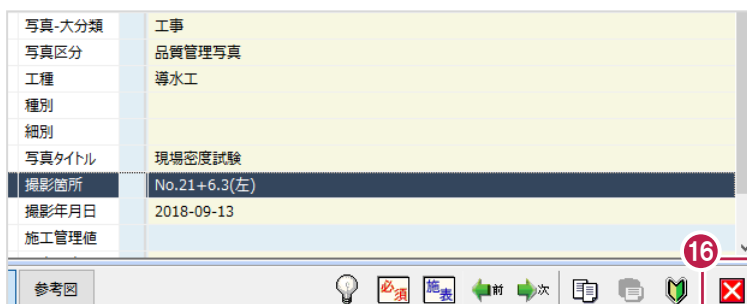 写真-大分類 工事
写真区分 品質管理写真
工種 導水工
種別
細別
写真タイトル 現場密度試験
撮影箇所 No.21+6.3(左)
撮影年月日 2018-09-13
施工管理値
16
参考図 必須 施表 前 次